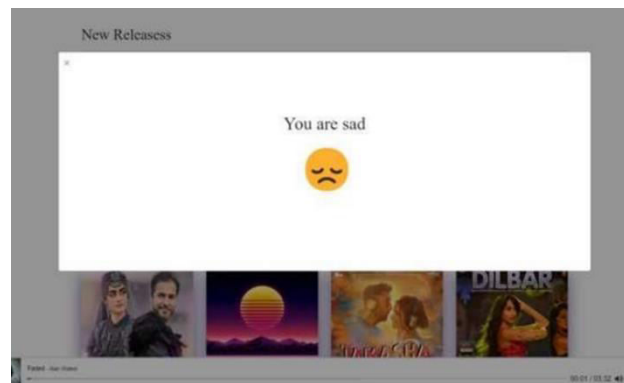 New Releasess
×
You are sad
DILBAR
Faded
00:01 / 03:32